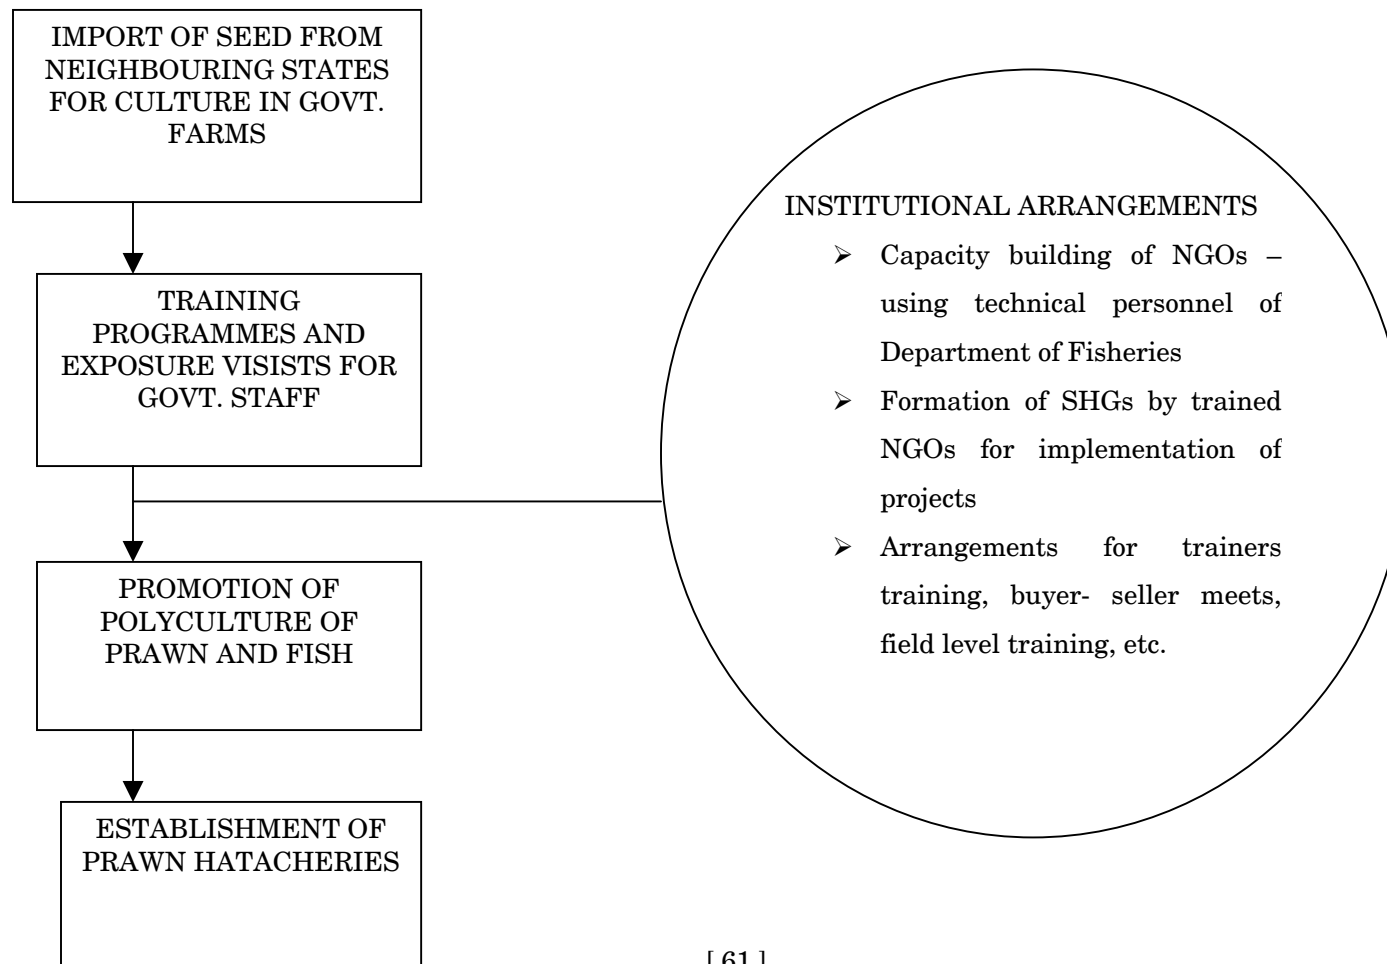 IMPORT OF SEED FROM
NEIGHBOURING STATES
FOR CULTURE IN GOVT.
FARMS
TRAINING
PROGRAMMES AND
EXPOSURE VISISTS FOR
GOVT. STAFF
PROMOTION OF
POLYCULTURE OF
PRAWN AND FISH
ESTABLISHMENT OF
PRAWN HATACHERIES
INSTITUTIONAL ARRANGEMENTS
➢ Capacity building of NGOs –
using technical personnel of
Department of Fisheries
➢ Formation of SHGs by trained
NGOs for implementation of
projects
➢ Arrangements for trainers
training, buyer- seller meets,
field level training, etc.
[ 61 ]